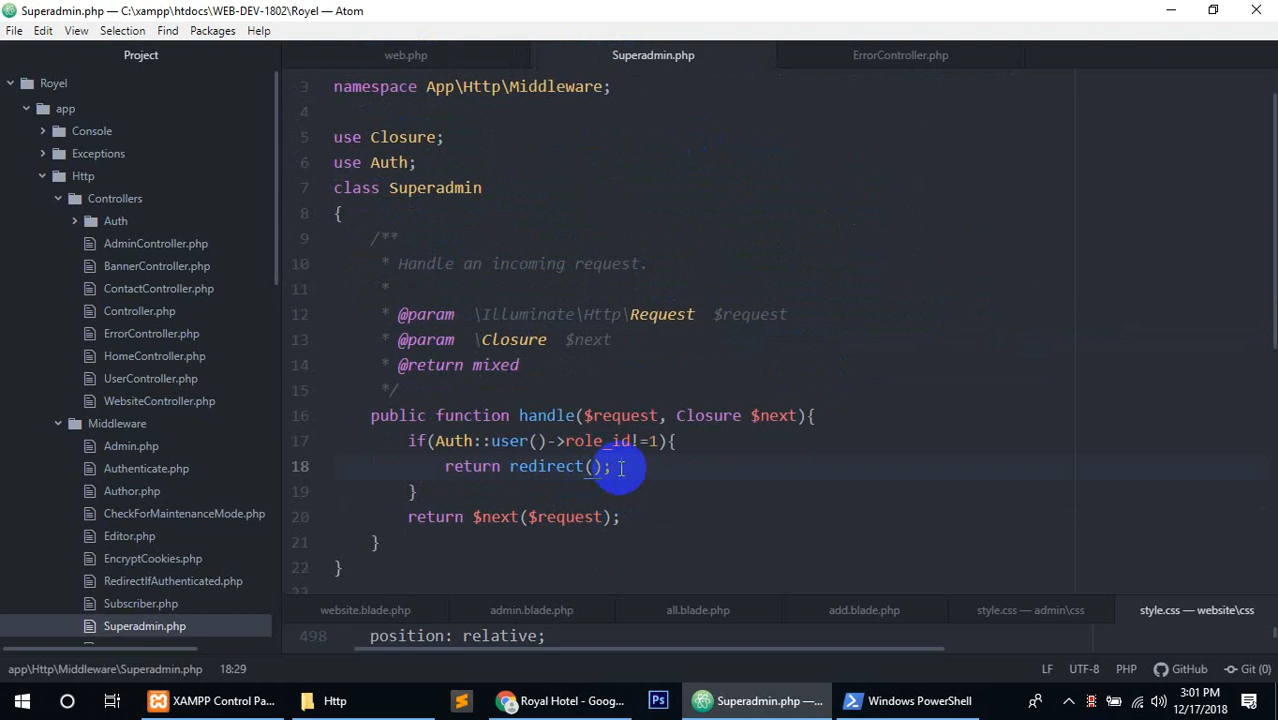 Superadmin.php — C:\xampp\htdocs\WEB-DEV-1802\Royel — Atom
File Edit View Selection Find Packages Help
Project
web.php
Superadmin.php
ErrorController.php
Royel
app
Console
Exceptions
Http
Controllers
Auth
AdminController.php
BannerController.php
ContactController.php
Controller.php
ErrorController.php
HomeController.php
UserController.php
WebsiteController.php
Middleware
Admin.php
Authenticate.php
Author.php
CheckForMaintenanceMode.php
Editor.php
EncryptCookies.php
RedirectIfAuthenticated.php
Subscriber.php
Superadmin.php
3 namespace App\Http\Middleware;
4
5 use Closure;
6 use Auth;
7 class Superadmin
8 {
9 /**
10 * Handle an incoming request.
11 *
12 * @param \Illuminate\Http\Request $request
13 * @param \Closure $next
14 * @return mixed
15 */
16 public function handle($request, Closure $next){
17 if(Auth::user()->role_id!=1){
18 return redirect();
19 }
20 return $next($request);
21 }
22 }
website.blade.php
admin.blade.php
all.blade.php
add.blade.php
style.css — admin\css
style.css — website\css
498 position: relative;
app\Http\Middleware\Superadmin.php 18:29
LF UTF-8 PHP GitHub Git (0)
XAMPP Control Pa...
Http
Royal Hotel - Goog...
Ps
Superadmin.php —...
Windows PowerShell
3:01 PM
12/17/2018